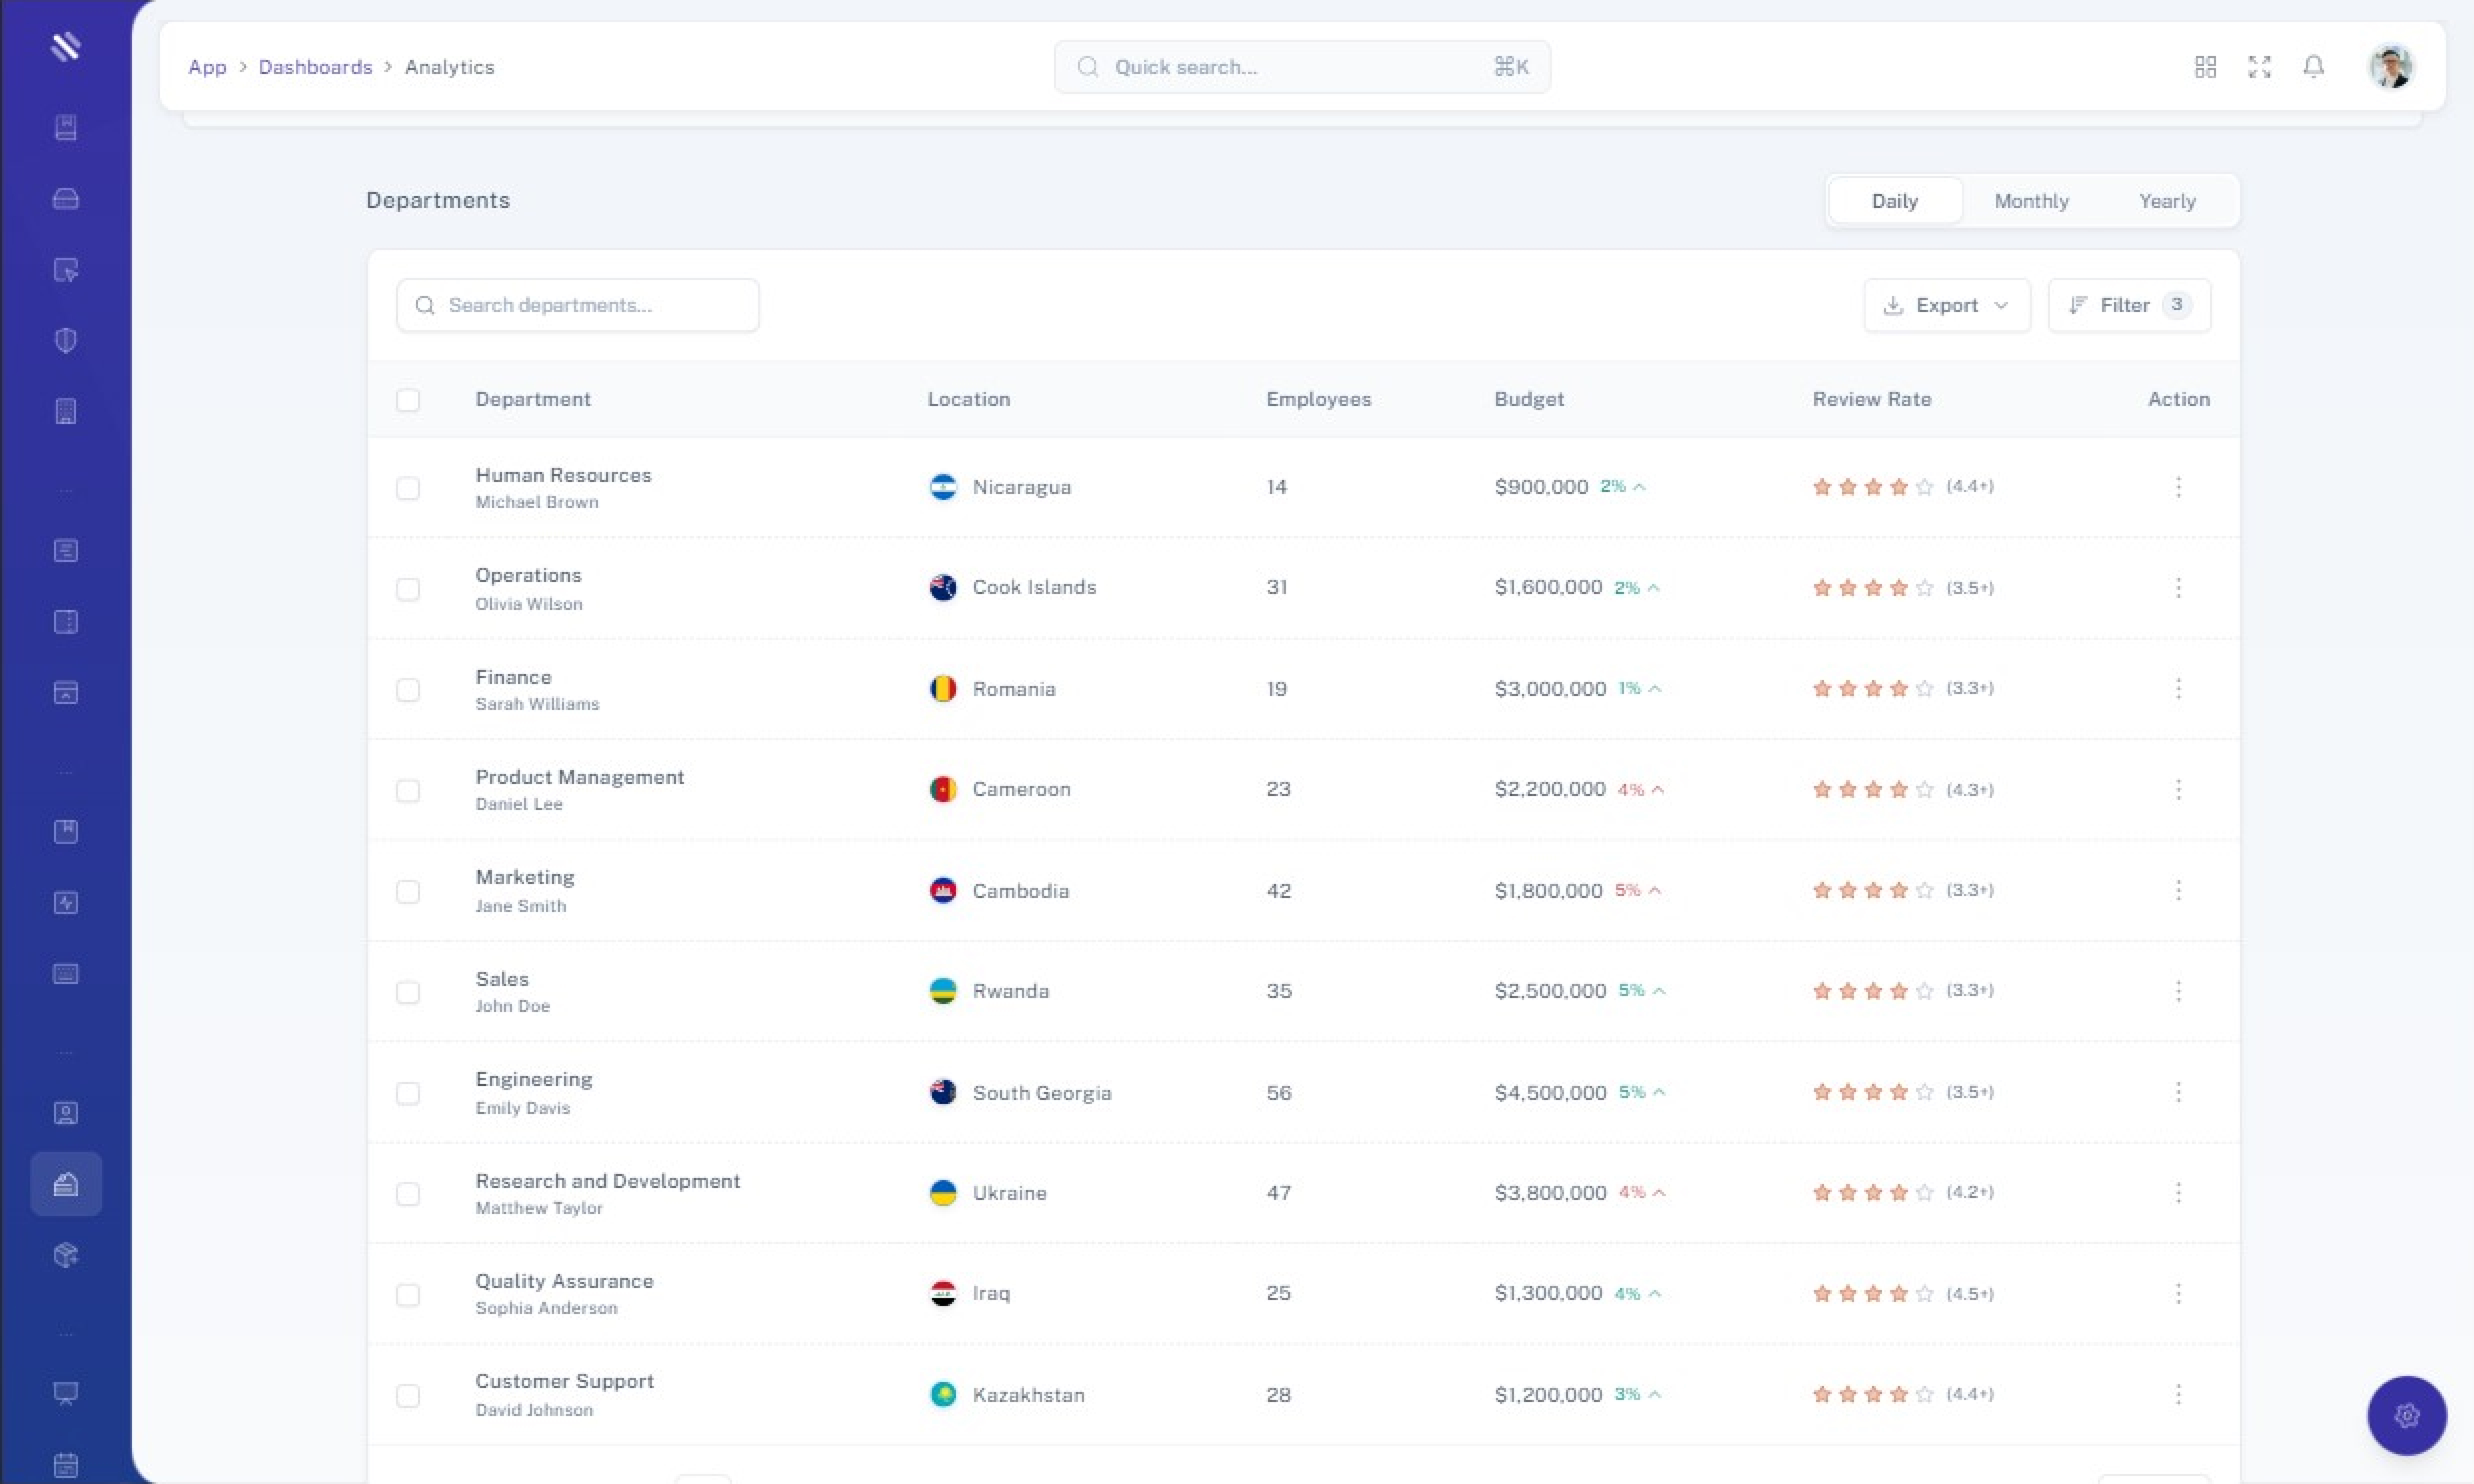 App > Dashboards > Analytics
Quick search... ⌘K
Departments
Daily Monthly Yearly
Search departments...
Export Filter 3
Department Location Employees Budget Review Rate Action
Human Resources
Michael Brown
Nicaragua 14 $900,000 2% (4.4+)
Operations
Olivia Wilson
Cook Islands 31 $1,600,000 2% (3.5+)
Finance
Sarah Williams
Romania 19 $3,000,000 1% (3.3+)
Product Management
Daniel Lee
Cameroon 23 $2,200,000 4% (4.3+)
Marketing
Jane Smith
Cambodia 42 $1,800,000 5% (3.3+)
Sales
John Doe
Rwanda 35 $2,500,000 5% (3.3+)
Engineering
Emily Davis
South Georgia 56 $4,500,000 5% (3.5+)
Research and Development
Matthew Taylor
Ukraine 47 $3,800,000 4% (4.2+)
Quality Assurance
Sophia Anderson
Iraq 25 $1,300,000 4% (4.5+)
Customer Support
David Johnson
Kazakhstan 28 $1,200,000 3% (4.4+)